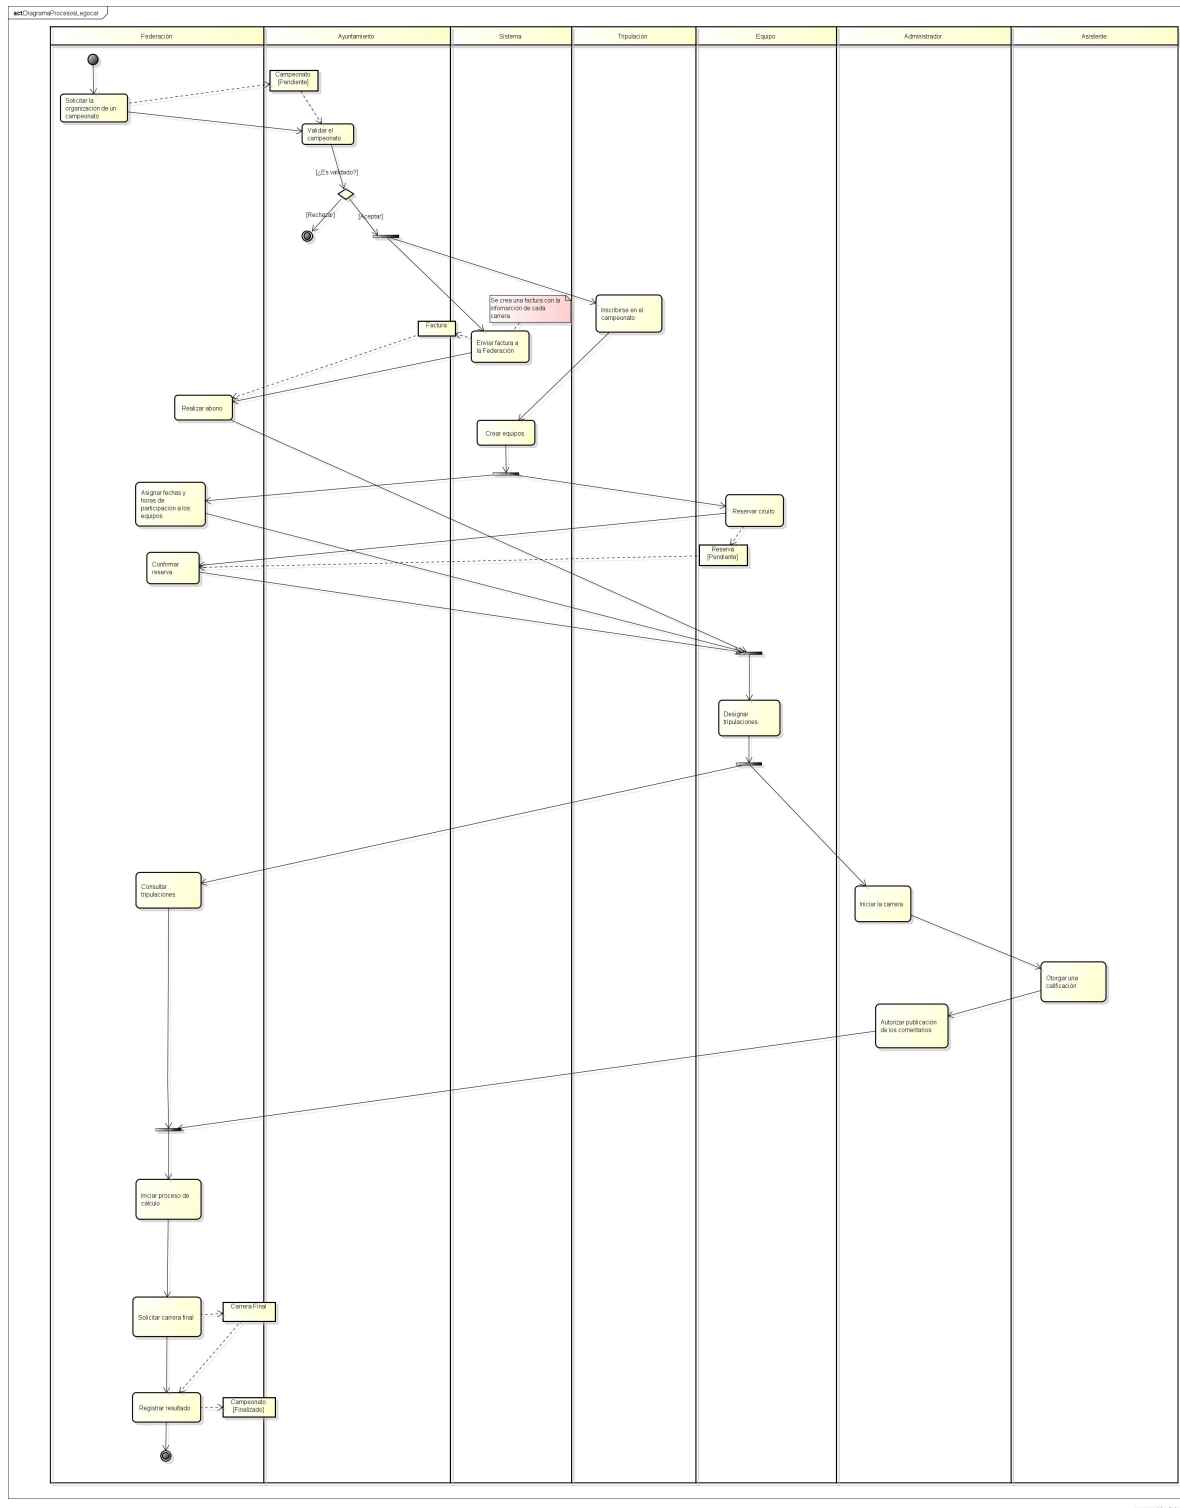 actDiagramaProcesosLegocar
Federación
Ayuntamiento
Sistema
Tripulación
Equipo
Administrador
Asistente
Campeonato
[Pendiente]
Solicitar la
organización de un
campeonato
Validar el
campeonato
[¿Es validado?]
[Rechazar]
[Aceptar]
Se crea una factura con la
infomarción de cada
carrera.
Inscribirse en el
campeonato
Factura
Enviar factura a
la Federación
Realizar abono
Crear equipos
Asignar fechas y
horas de
participación a los
equipos
Reservar ciruito
Reserva
[Pendiente]
Confirmar
reserva
Designar
tripulaciones
Consultar
tripulaciones
Iniciar la carrera
Otorgar una
calificación
Autorizar publicación
de los comentarios
Iniciar proceso de
cálculo
Solicitar carrera final
Carrera Final
Registrar resultado
Campeonato
[Finalizado]